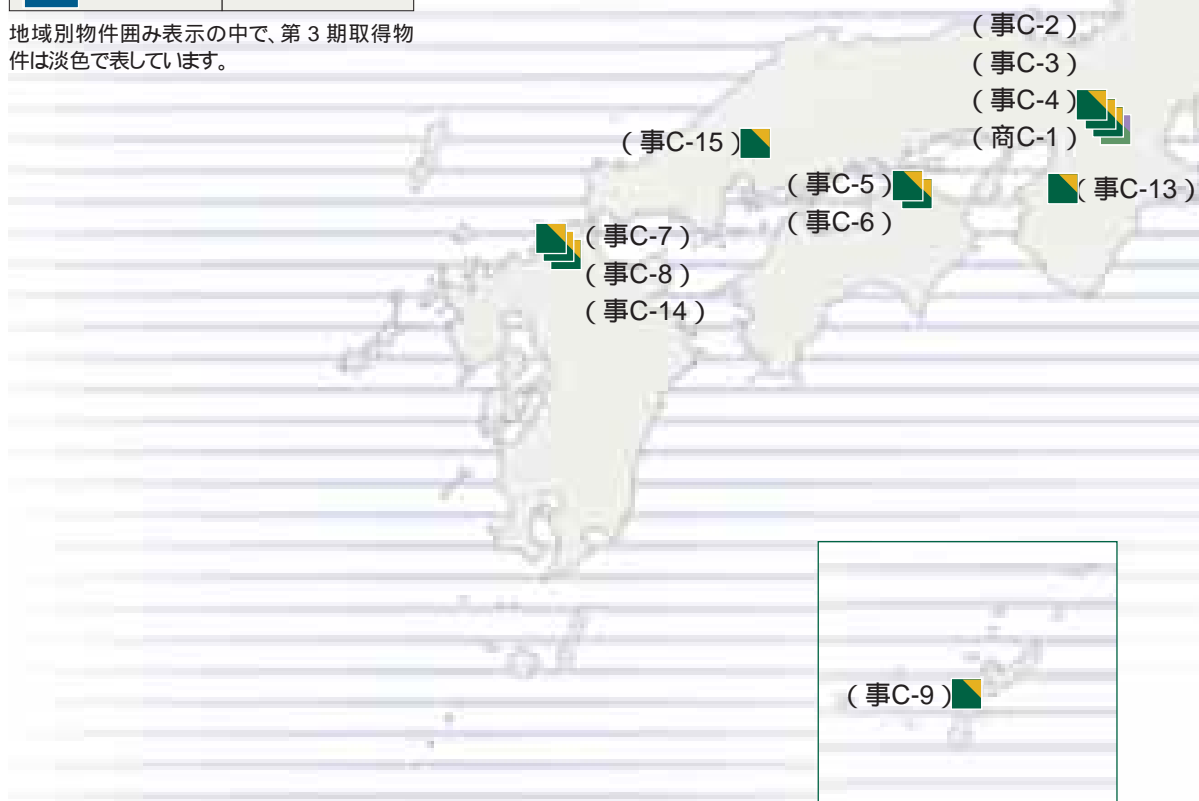 地域別物件囲み表示の中で、第 3 期取得物
件は淡色で表しています。
（事C-2）
（事C-3）
（事C-4）
（商C-1）
（事C-15）
（事C-5）
（事C-6）
（事C-13）
（事C-7）
（事C-8）
（事C-14）
（事C-9）